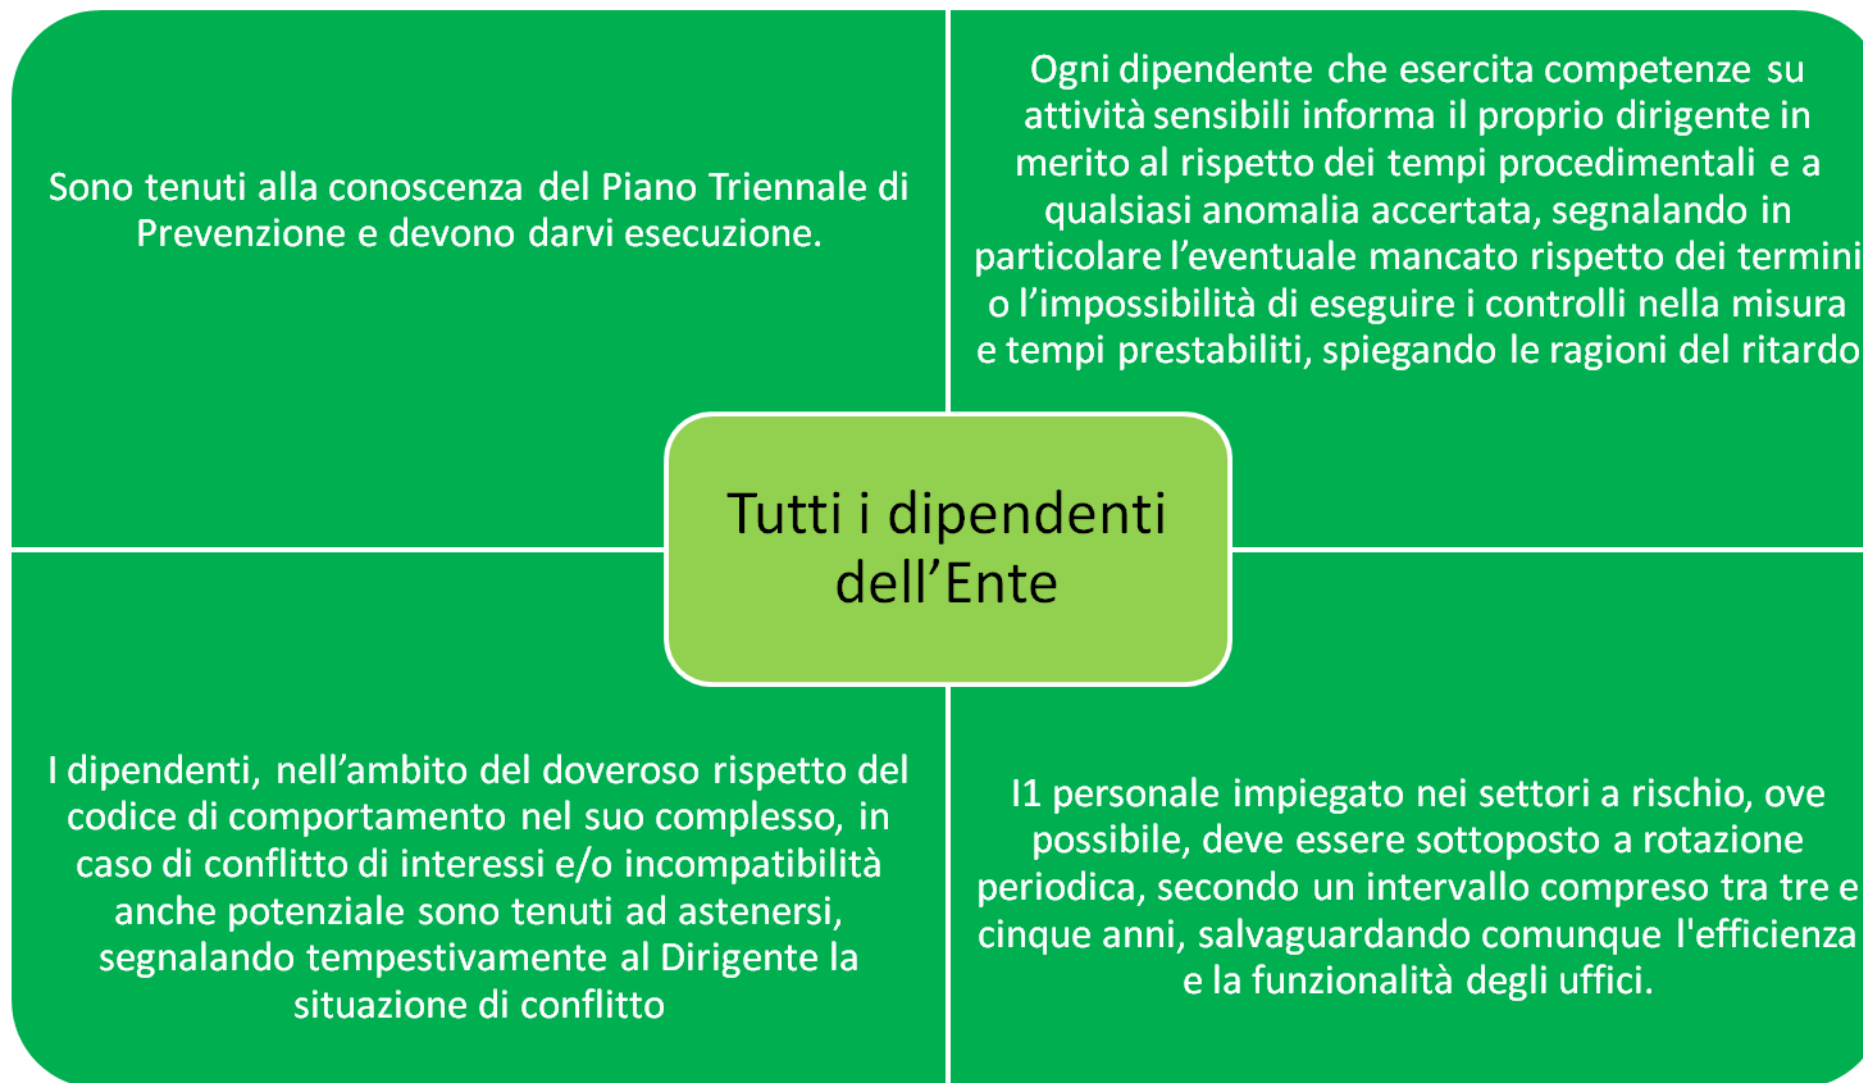 Sono tenuti alla conoscenza del Piano Triennale di
Prevenzione e devono darvi esecuzione.
Ogni dipendente che esercita competenze su
attività sensibili informa il proprio dirigente in
merito al rispetto dei tempi procedimentali e a
qualsiasi anomalia accertata, segnalando in
particolare l’eventuale mancato rispetto dei termini
o l’impossibilità di eseguire i controlli nella misura
e tempi prestabiliti, spiegando le ragioni del ritardo
Tutti i dipendenti
dell’Ente
I dipendenti, nell’ambito del doveroso rispetto del
codice di comportamento nel suo complesso, in
caso di conflitto di interessi e/o incompatibilità
anche potenziale sono tenuti ad astenersi,
segnalando tempestivamente al Dirigente la
situazione di conflitto
I1 personale impiegato nei settori a rischio, ove
possibile, deve essere sottoposto a rotazione
periodica, secondo un intervallo compreso tra tre e
cinque anni, salvaguardando comunque l'efficienza
e la funzionalità degli uffici.